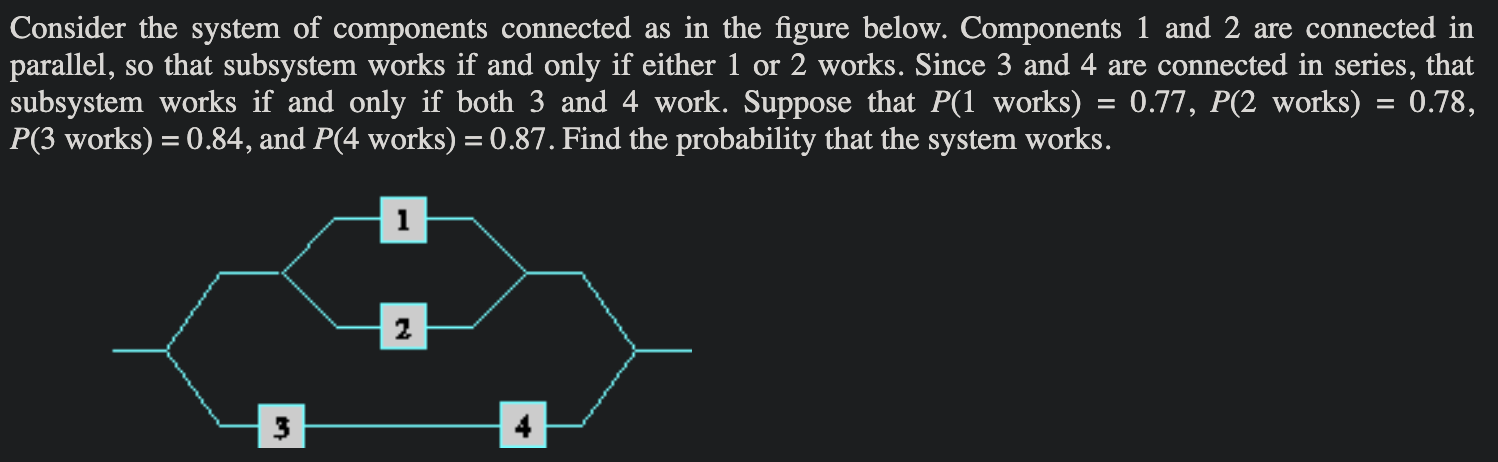 Consider the system of components connected as in the figure below. Components 1 and 2 are connected in
parallel, so that subsystem works if and only if either 1 or 2 works. Since 3 and 4 are connected in series, that
subsystem works if and only if both 3 and 4 work. Suppose that P(1 works) = 0.77, P(2 works) = 0.78,
P(3 works) = 0.84, and P(4 works) = 0.87. Find the probability that the system works.
1
2
3 4